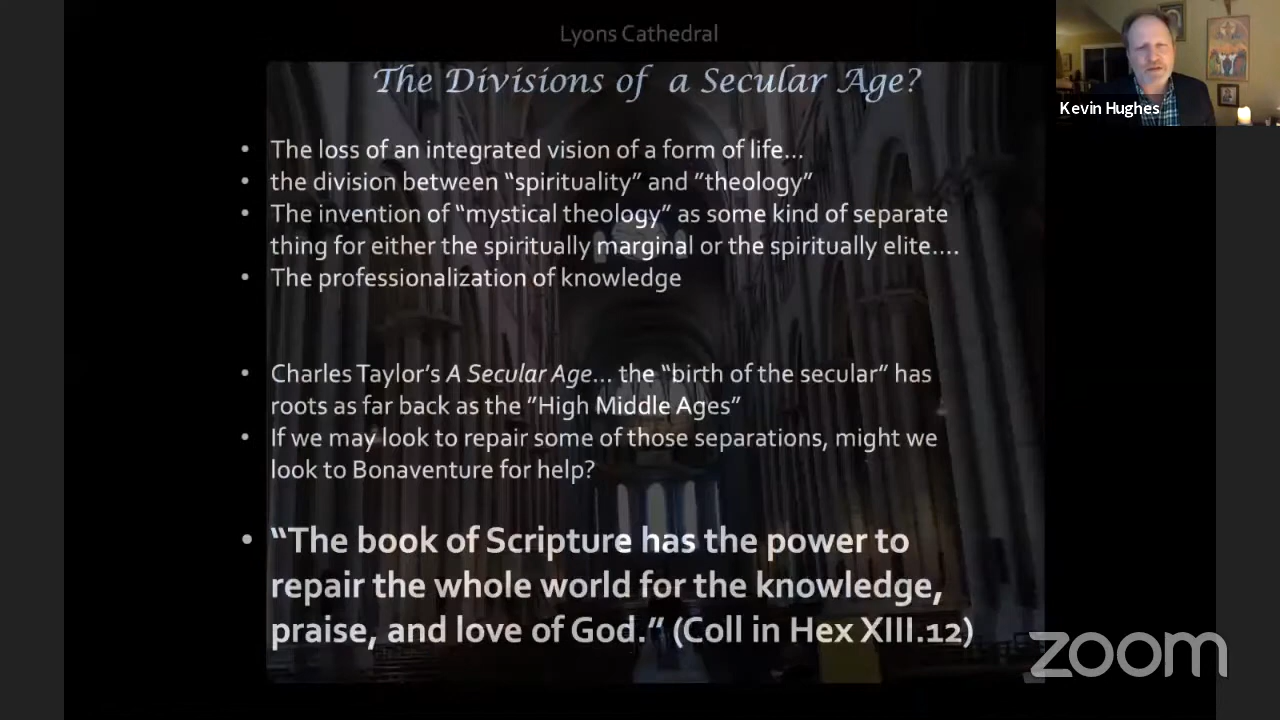 Lyons Cathedral
The Divisions of a Secular Age?
• The loss of an integrated vision of a form of life…
• the division between “spirituality” and ”theology”
• The invention of “mystical theology” as some kind of separate
thing for either the spiritually marginal or the spiritually elite….
• The professionalization of knowledge
• Charles Taylor’s A Secular Age… the “birth of the secular” has
roots as far back as the ”High Middle Ages”
• If we may look to repair some of those separations, might we
look to Bonaventure for help?
• “The book of Scripture has the power to
repair the whole world for the knowledge,
praise, and love of God.” (Coll in Hex XIII.12)
Kevin Hughes
zoom